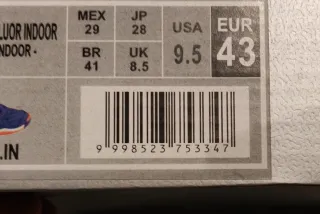 LUOR INDOOR
NDOOR -
MEX 29
JP 28
USA 9.5
EUR 43
BR 41
UK 8.5
9 998523 753347
.IN